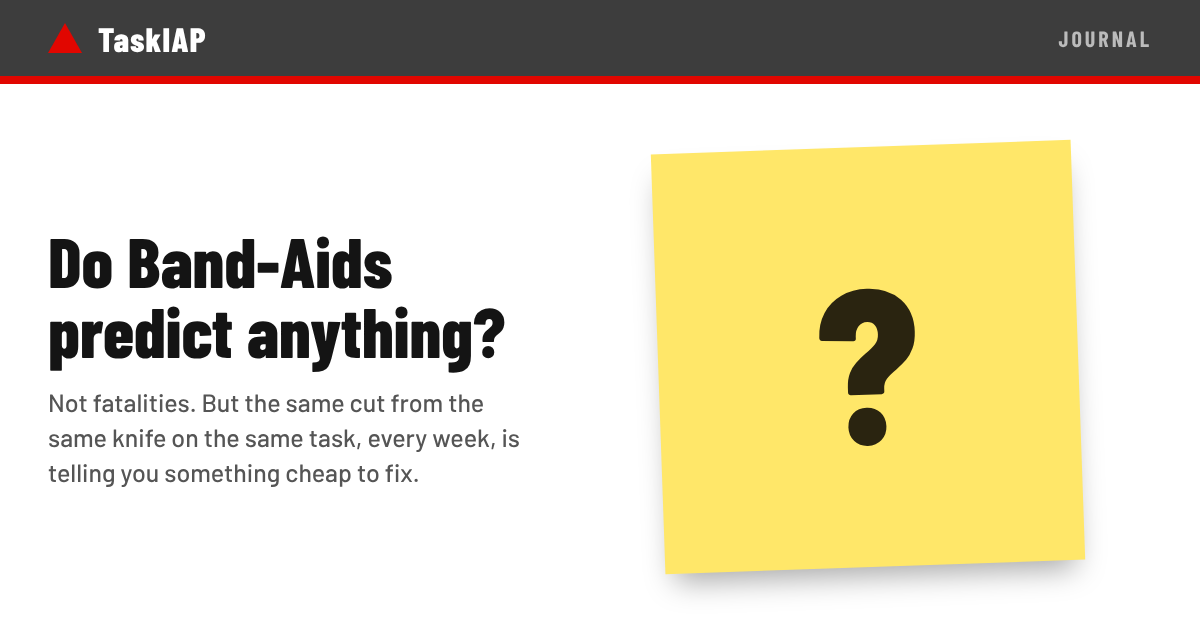 TaskIAP
JOURNAL
Do Band-Aids
predict anything?
Not fatalities. But the same cut from the
same knife on the same task, every week, is
telling you something cheap to fix.
?